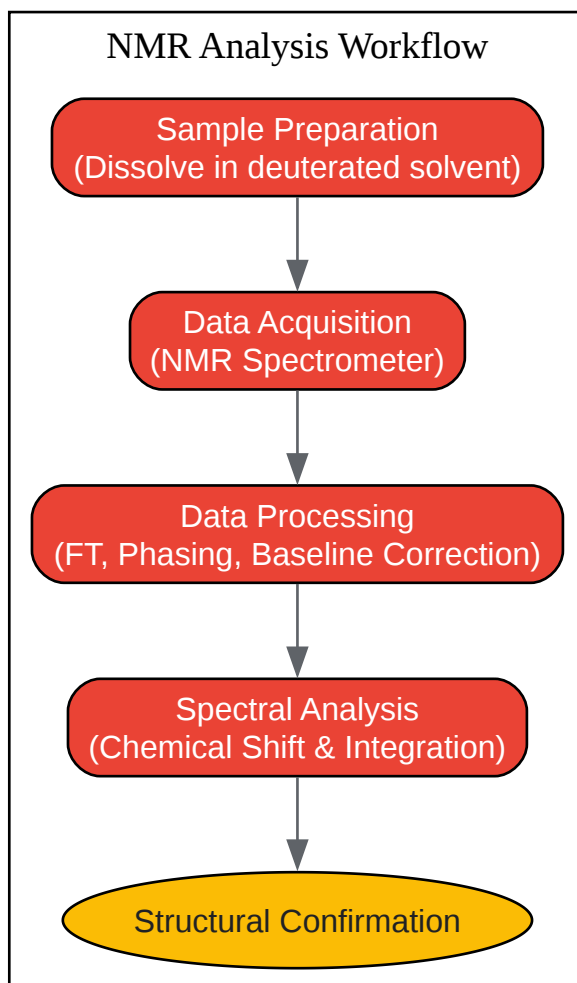 NMR Analysis Workflow
Sample Preparation
(Dissolve in deuterated solvent)
Data Acquisition
(NMR Spectrometer)
Data Processing
(FT, Phasing, Baseline Correction)
Spectral Analysis
(Chemical Shift & Integration)
Structural Confirmation